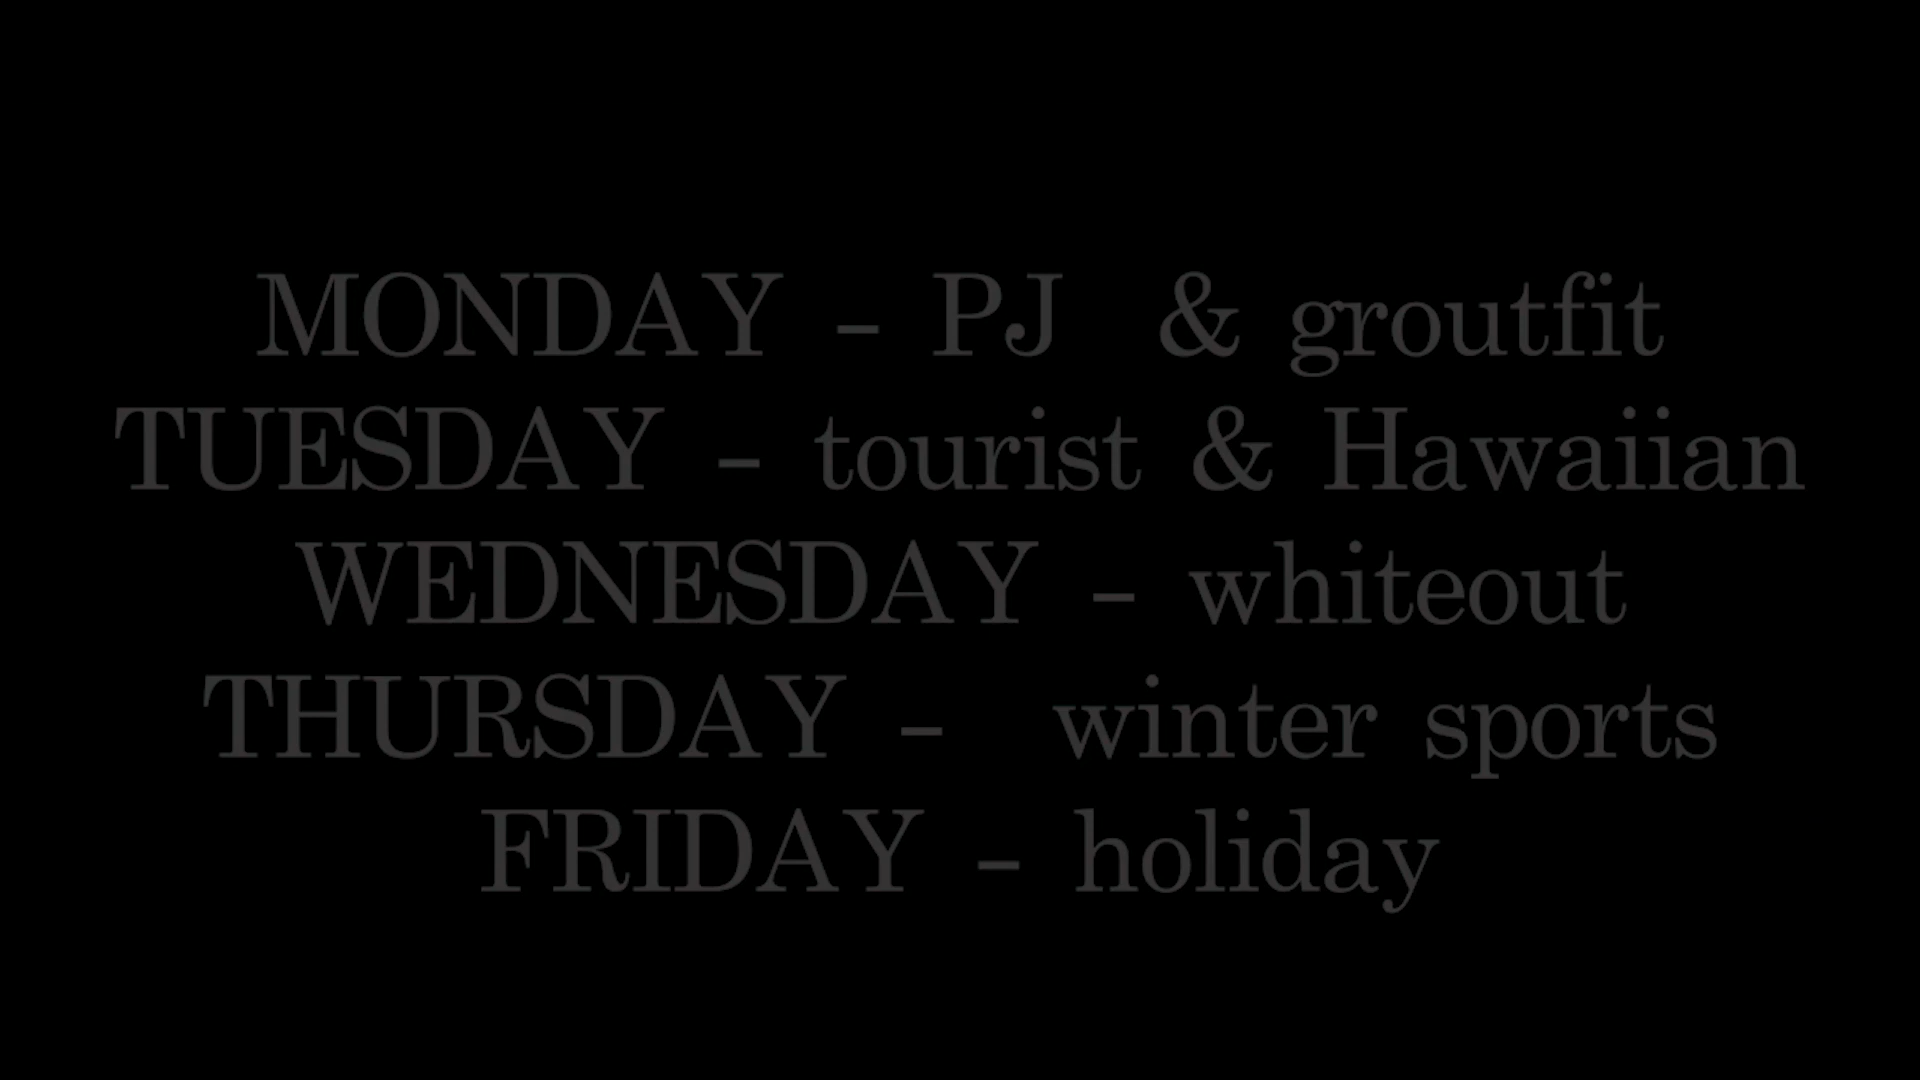 MONDAY – PJ & groutfit
TUESDAY – tourist & Hawaiian
WEDNESDAY – whiteout
THURSDAY – winter sports
FRIDAY – holiday